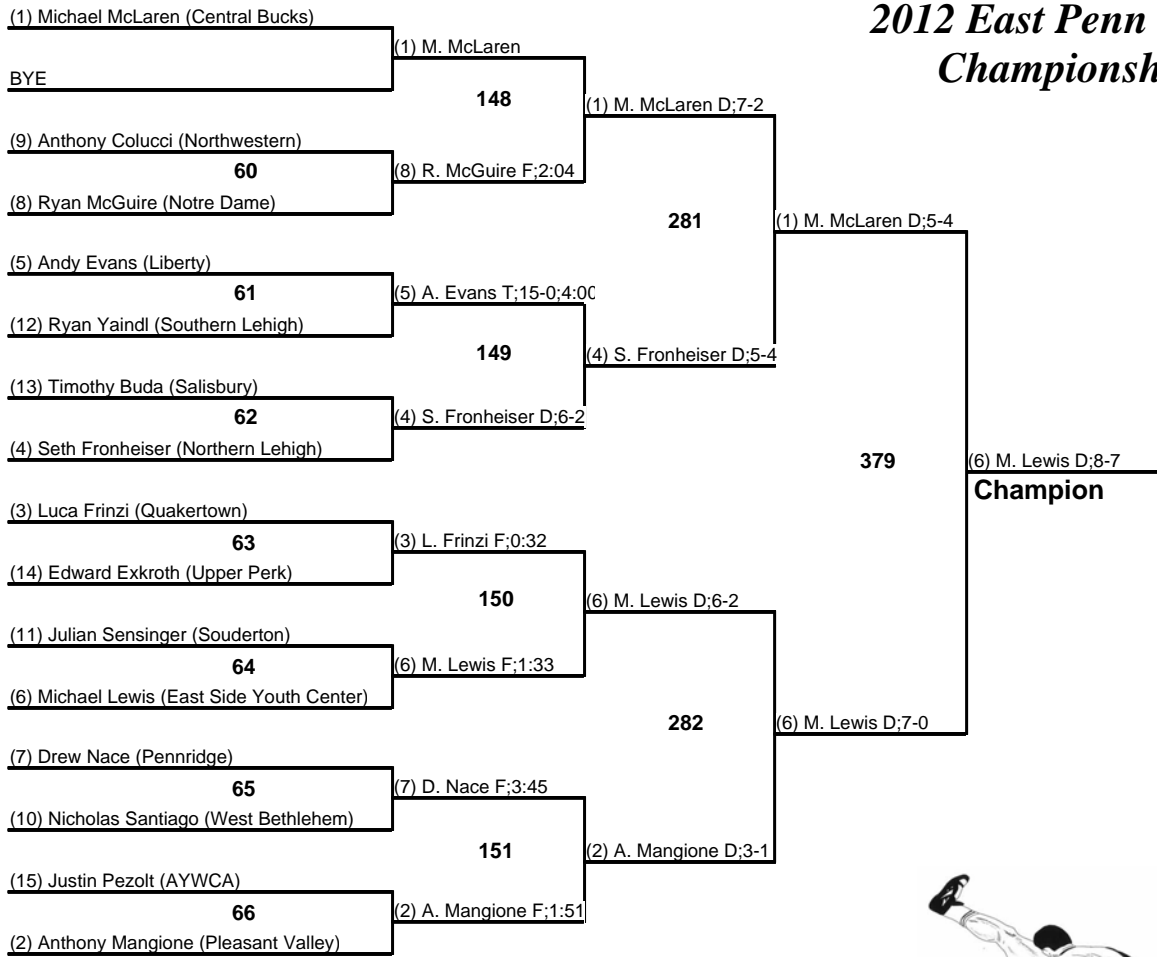 2012 East Penn
Championsh
(1) Michael McLaren (Central Bucks)
BYE
(1) M. McLaren
148
(9) Anthony Colucci (Northwestern)
60
(8) Ryan McGuire (Notre Dame)
(8) R. McGuire F;2:04
(1) M. McLaren D;7-2
281
(5) Andy Evans (Liberty)
61
(12) Ryan Yaindl (Southern Lehigh)
(5) A. Evans T;15-0;4:00
149
(13) Timothy Buda (Salisbury)
62
(4) Seth Fronheiser (Northern Lehigh)
(4) S. Fronheiser D;6-2
(4) S. Fronheiser D;5-4
(1) M. McLaren D;5-4
379
(6) M. Lewis D;8-7
Champion
(3) Luca Frinzi (Quakertown)
63
(14) Edward Exkroth (Upper Perk)
(3) L. Frinzi F;0:32
150
(11) Julian Sensinger (Souderton)
64
(6) Michael Lewis (East Side Youth Center)
(6) M. Lewis F;1:33
(6) M. Lewis D;6-2
282
(6) M. Lewis D;7-0
(7) Drew Nace (Pennridge)
65
(10) Nicholas Santiago (West Bethlehem)
(7) D. Nace F;3:45
151
(15) Justin Pezolt (AYWCA)
66
(2) Anthony Mangione (Pleasant Valley)
(2) A. Mangione F;1:51
(2) A. Mangione D;3-1